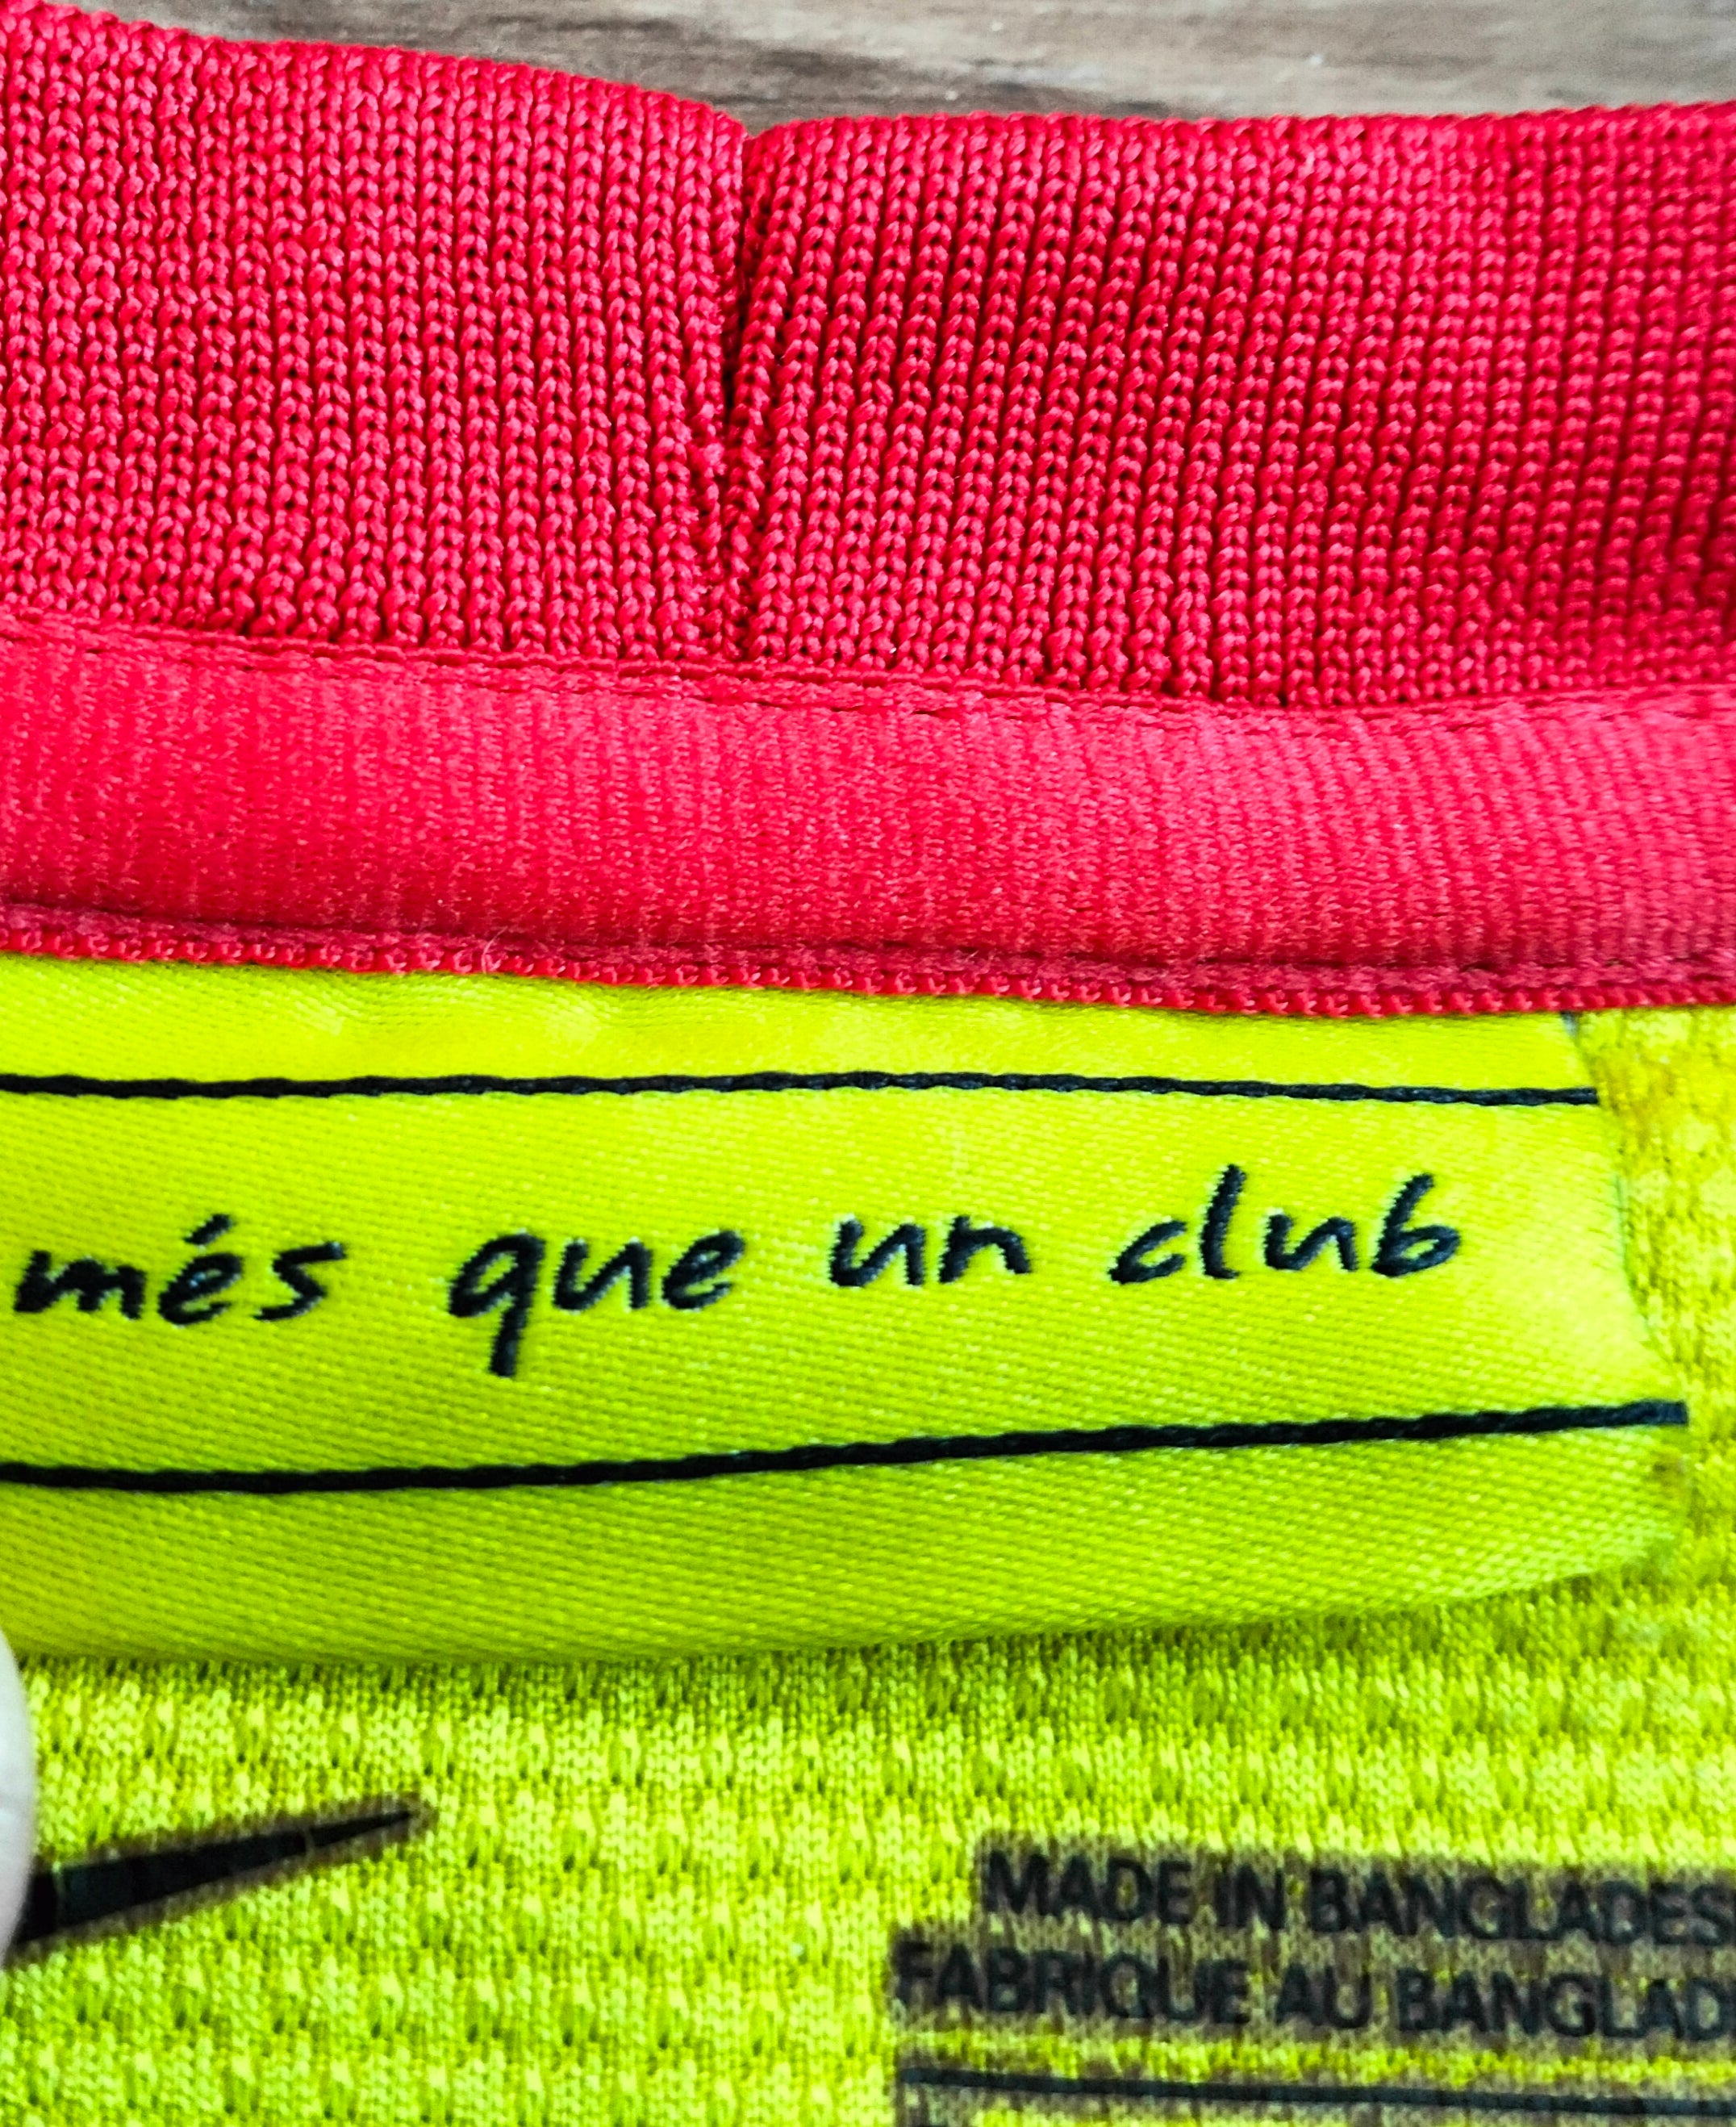 més que un club
MADE IN BANGLADES
FABRIQUE AU BANGLAD